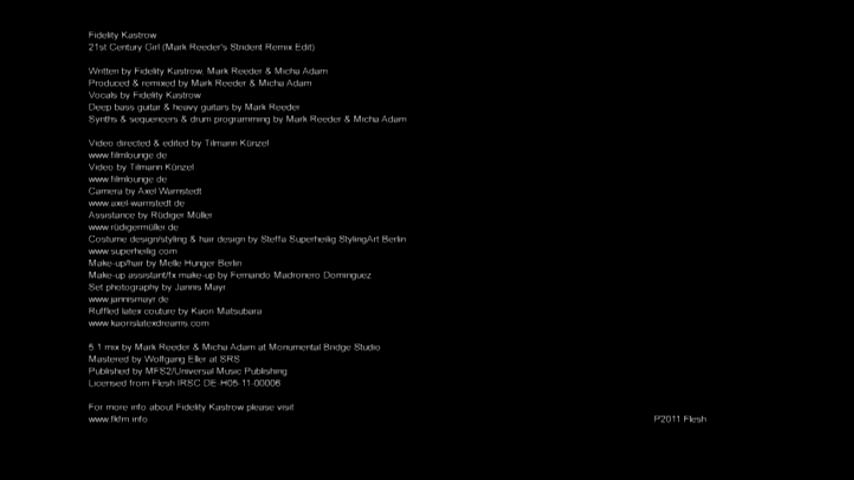 Fidelity Kastrow
21st Century Girl (Mark Reeder's Strident Remix Edit)
Written by Fidelity Kastrow, Mark Reeder & Micha Adam
Produced & remixed by Mark Reeder & Micha Adam
Vocals by Fidelity Kastrow
Deep bass guitar & heavy guitars by Mark Reeder
Synths & sequencers & drum programming by Mark Reeder & Micha Adam
Video directed & edited by Tilmann Künzel
www.filmlounge.de
Video by Tilmann Künzel
www.filmlounge.de
Camera by Axel Warnstedt
www.axel-warnstedt.de
Assistance by Rüdiger Müller
www.rüdigermüller.de
Costume design/styling & hair design by Steffa Superheilig StylingArt Berlin
www.superheilig.com
Make-up/hair by Melle Hunger Berlin
Make-up assistant/fx make-up by Fernando Madronero Dominguez
Set photography by Jannis Mayr
www.jannismayr.de
Ruffled latex couture by Kaori Matsubara
www.kaorislatexdreams.com
5.1 mix by Mark Reeder & Micha Adam at Monumental Bridge Studio
Mastered by Wolfgang Eller at SRS
Published by MFS2/Universal Music Publishing
Licensed from Flesh IRSC DE-H05-11-00006
For more info about Fidelity Kastrow please visit
www.fkfm.info
P2011 Flesh